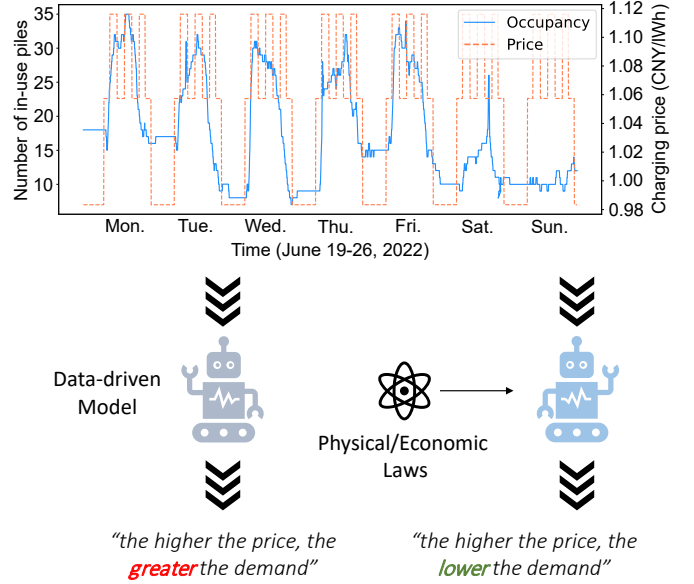 Number of in-use piles
35
30
25
20
15
10
Occupancy
Price
1.12
1.10
1.08
1.06
1.04
1.02
1.00
0.98
Charging price (CNY/lWh)
Mon. Tue. Wed. Thu. Fri. Sat. Sun.
Time (June 19-26, 2022)
Data-driven
Model
Physical/Economic
Laws
“the higher the price, the
greater the demand”
“the higher the price, the
lower the demand”